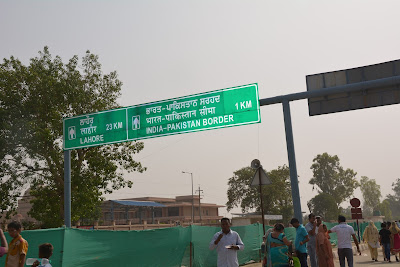 ਲਾਹੌਰ
लाहौर 23 KM
LAHORE
ਭਾਰਤ-ਪਾਕਿਸਤਾਨ ਸਰਹਦ 1 KM
भारत-पाकिस्तान सीमा
INDIA-PAKISTAN BORDER